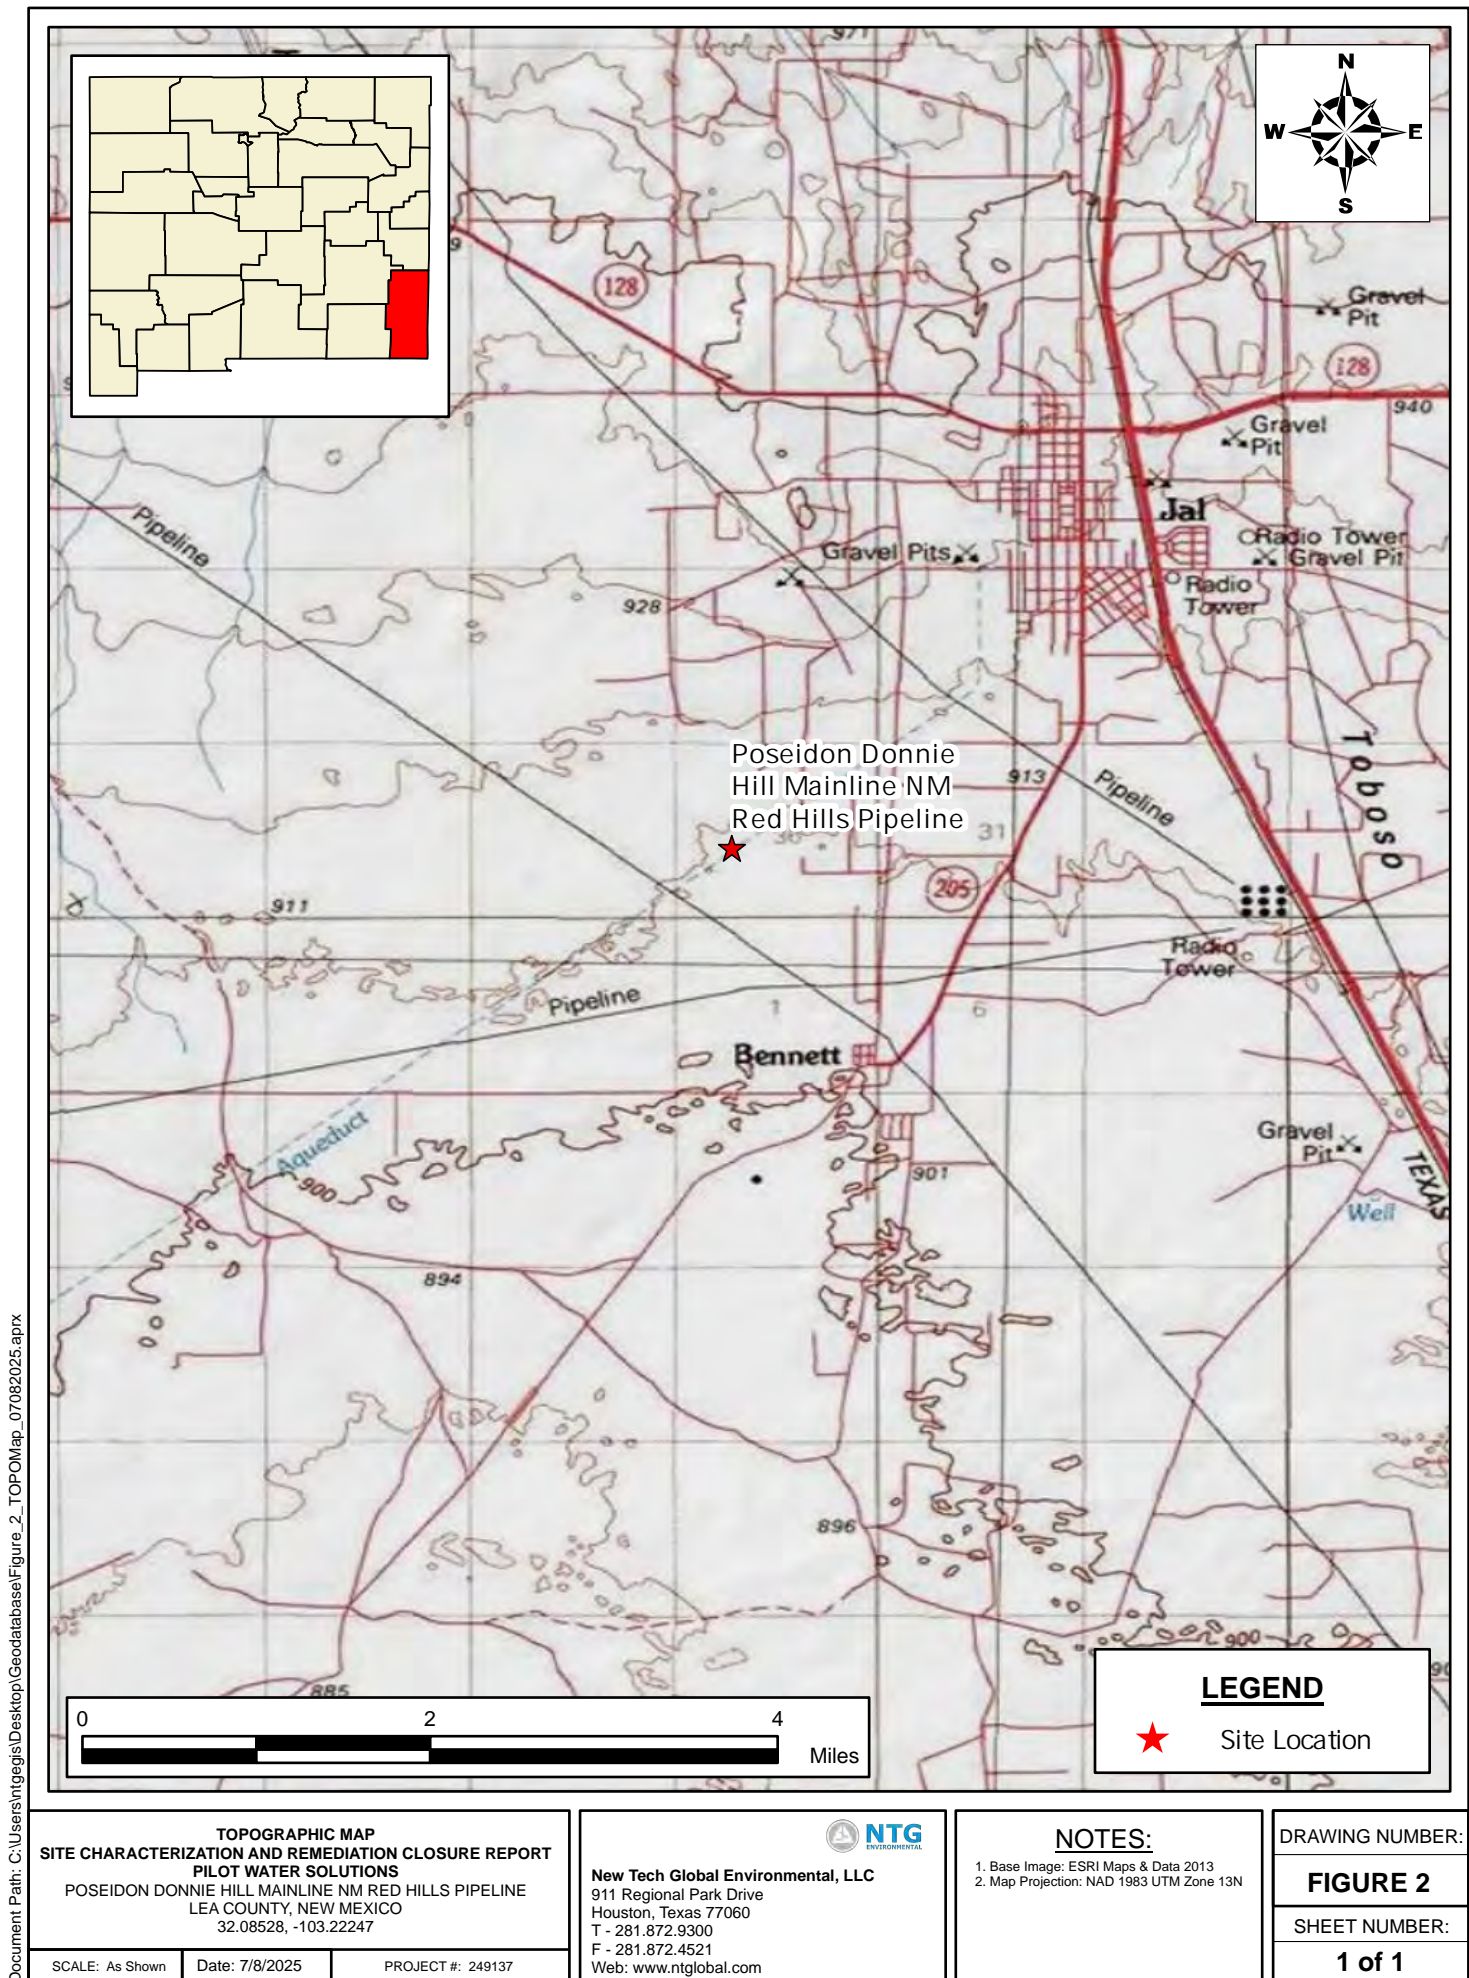 971
N
W
E
S
9
128
Gravel
Pit
128
940
Gravel
Pit
Pipeline
Jal
Radio Tower
Gravel Pit
Gravel Pits
Radio
Tower
928
Toboso
Poseidon Donnie
Hill Mainline NM
Red Hills Pipeline
913
Pipeline
36
31
205
911
Radio
Tower
Pipeline
1
6
Bennett
Aqueduct
900
901
Gravel
Pit
TEXAS
Well
894
896
900
90
885
0
2
4
Miles
LEGEND
Site Location
Document Path: C:\Users\ntgegis\Desktop\Geodatabase\Figure_2_TOPOMap_07082025.aprx
TOPOGRAPHIC MAP
SITE CHARACTERIZATION AND REMEDIATION CLOSURE REPORT
PILOT WATER SOLUTIONS
POSEIDON DONNIE HILL MAINLINE NM RED HILLS PIPELINE
LEA COUNTY, NEW MEXICO
32.08528, -103.22247
SCALE: As Shown
Date: 7/8/2025
PROJECT #: 249137
NTG
ENVIRONMENTAL
New Tech Global Environmental, LLC
911 Regional Park Drive
Houston, Texas 77060
T - 281.872.9300
F - 281.872.4521
Web: www.ntglobal.com
NOTES:
1. Base Image: ESRI Maps & Data 2013
2. Map Projection: NAD 1983 UTM Zone 13N
DRAWING NUMBER:
FIGURE 2
SHEET NUMBER:
1 of 1